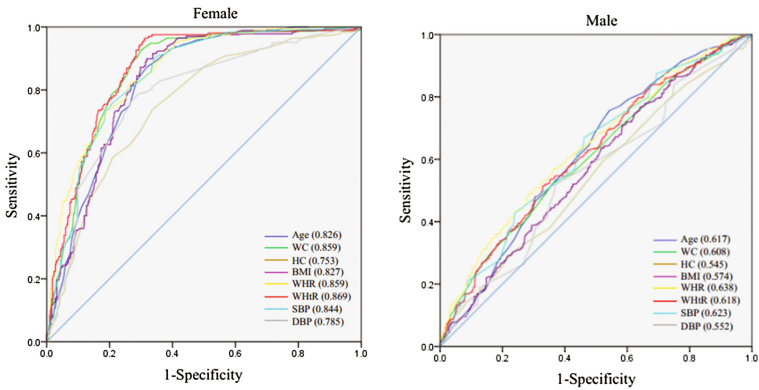 Female
1.0
0.8
0.6
0.4
0.2
0.0
Sensitivity
Age (0.826)
WC (0.859)
HC (0.753)
BMI (0.827)
WHR (0.859)
WHtR (0.869)
SBP (0.844)
DBP (0.785)
0.0 0.2 0.4 0.6 0.8 1.0
1-Specificity
Male
1.0
0.8
0.6
0.4
0.2
0.0
Sensitivity
Age (0.617)
WC (0.608)
HC (0.545)
BMI (0.574)
WHR (0.638)
WHtR (0.618)
SBP (0.623)
DBP (0.552)
0.0 0.2 0.4 0.6 0.8 1.0
1-Specificity